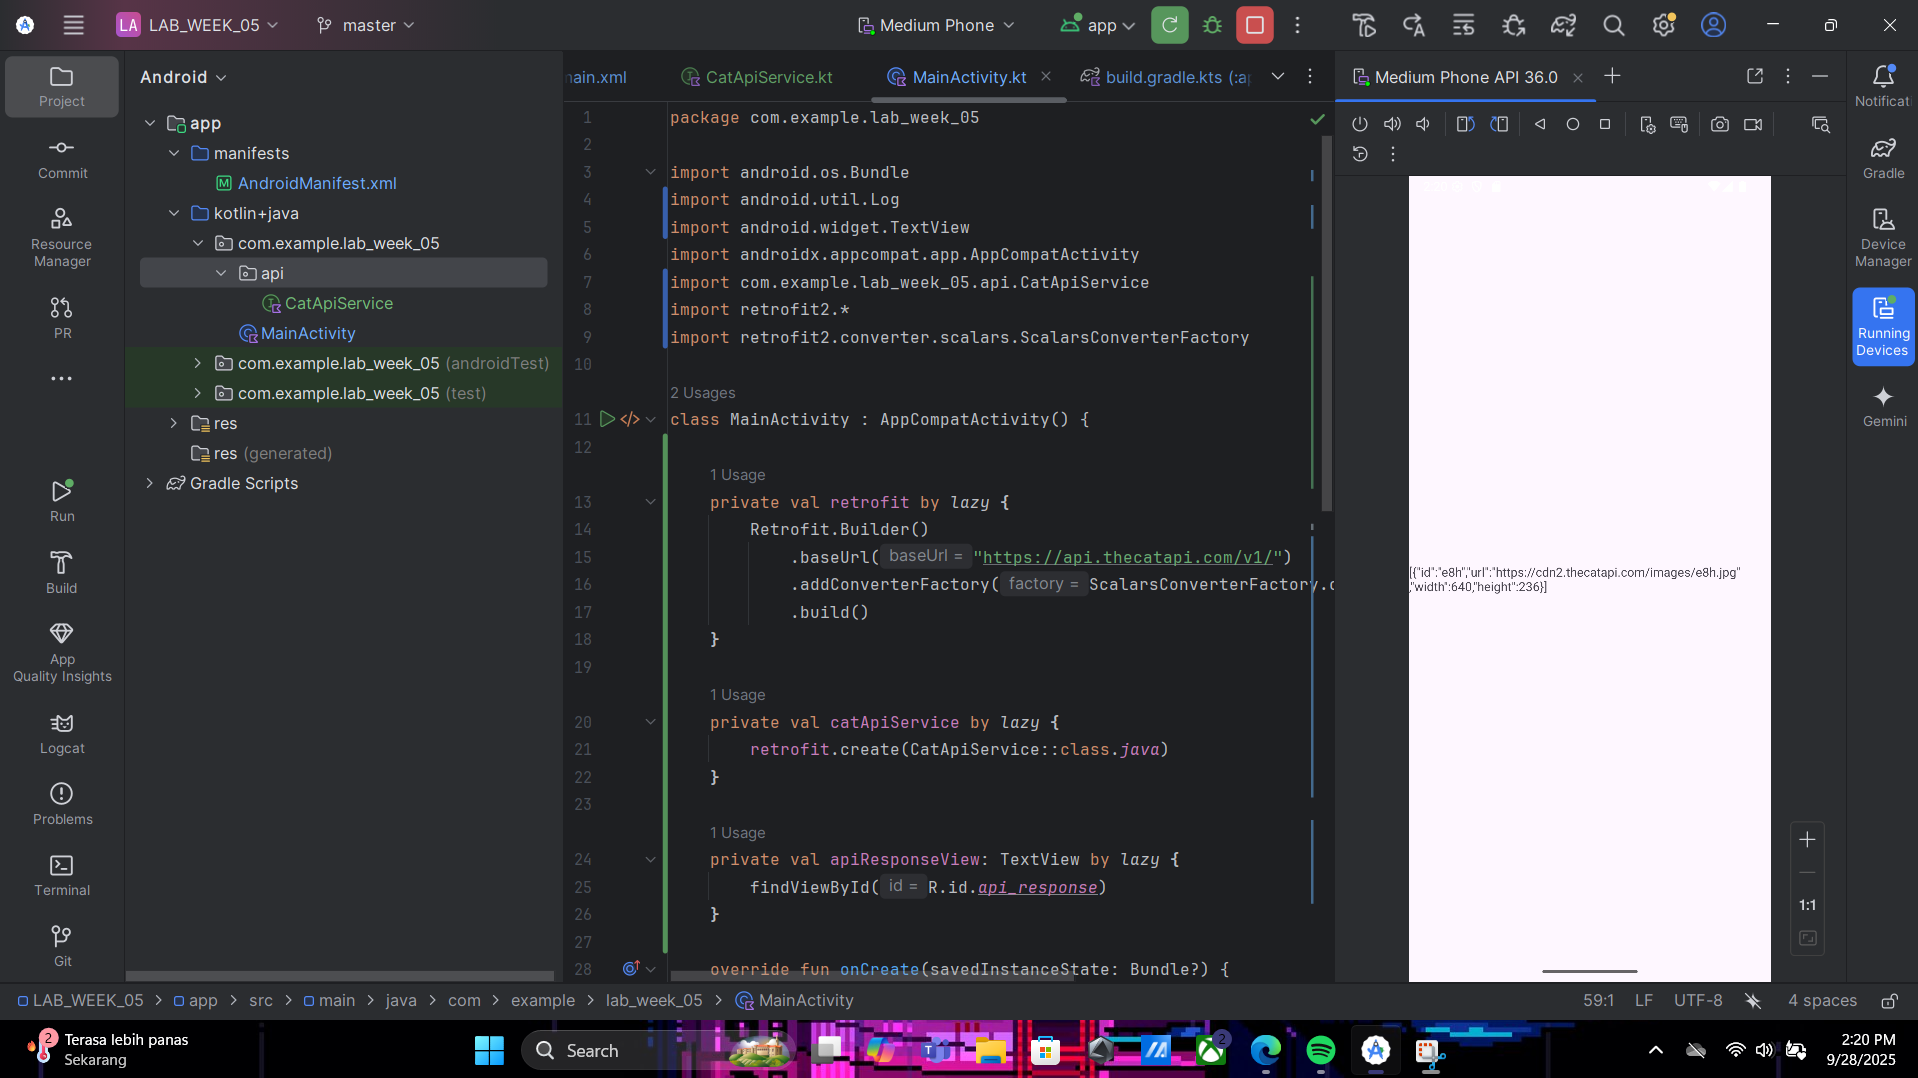 LA LAB_WEEK_05
master
Medium Phone
app
Project
Commit
Resource
Manager
PR
Run
Build
App
Quality Insights
Logcat
Problems
Terminal
Git
Android
app
manifests
AndroidManifest.xml
kotlin+java
com.example.lab_week_05
api
CatApiService
MainActivity
com.example.lab_week_05 (androidTest)
com.example.lab_week_05 (test)
res
res (generated)
Gradle Scripts
nain.xml
CatApiService.kt
MainActivity.kt
build.gradle.kts (:a
1 package com.example.lab_week_05
2
3 import android.os.Bundle
4 import android.util.Log
5 import android.widget.TextView
6 import androidx.appcompat.app.AppCompatActivity
7 import com.example.lab_week_05.api.CatApiService
8 import retrofit2.*
9 import retrofit2.converter.scalars.ScalarsConverterFactory
10
2 Usages
11 class MainActivity : AppCompatActivity() {
12
1 Usage
13 private val retrofit by lazy {
14 Retrofit.Builder()
15 .baseUrl( baseUrl = "https://api.thecatapi.com/v1/")
16 .addConverterFactory( factory = ScalarsConverterFactory.c
17 .build()
18 }
19
1 Usage
20 private val catApiService by lazy {
21 retrofit.create(CatApiService::class.java)
22 }
23
1 Usage
24 private val apiResponseView: TextView by lazy {
25 findViewById( id = R.id.api_response)
26 }
27
28 override fun onCreate(savedInstanceState: Bundle?) {
Medium Phone API 36.0
[{"id":"e8h","url":"https://cdn2.thecatapi.com/images/e8h.jpg"
,"width":640,"height":236}]
1:1
Notificati
Gradle
Device
Manager
Running
Devices
Gemini
LAB_WEEK_05 > app > src > main > java > com > example > lab_week_05 > MainActivity
59:1 LF UTF-8 4 spaces
2
Terasa lebih panas
Sekarang
Search
2
2:20 PM
9/28/2025